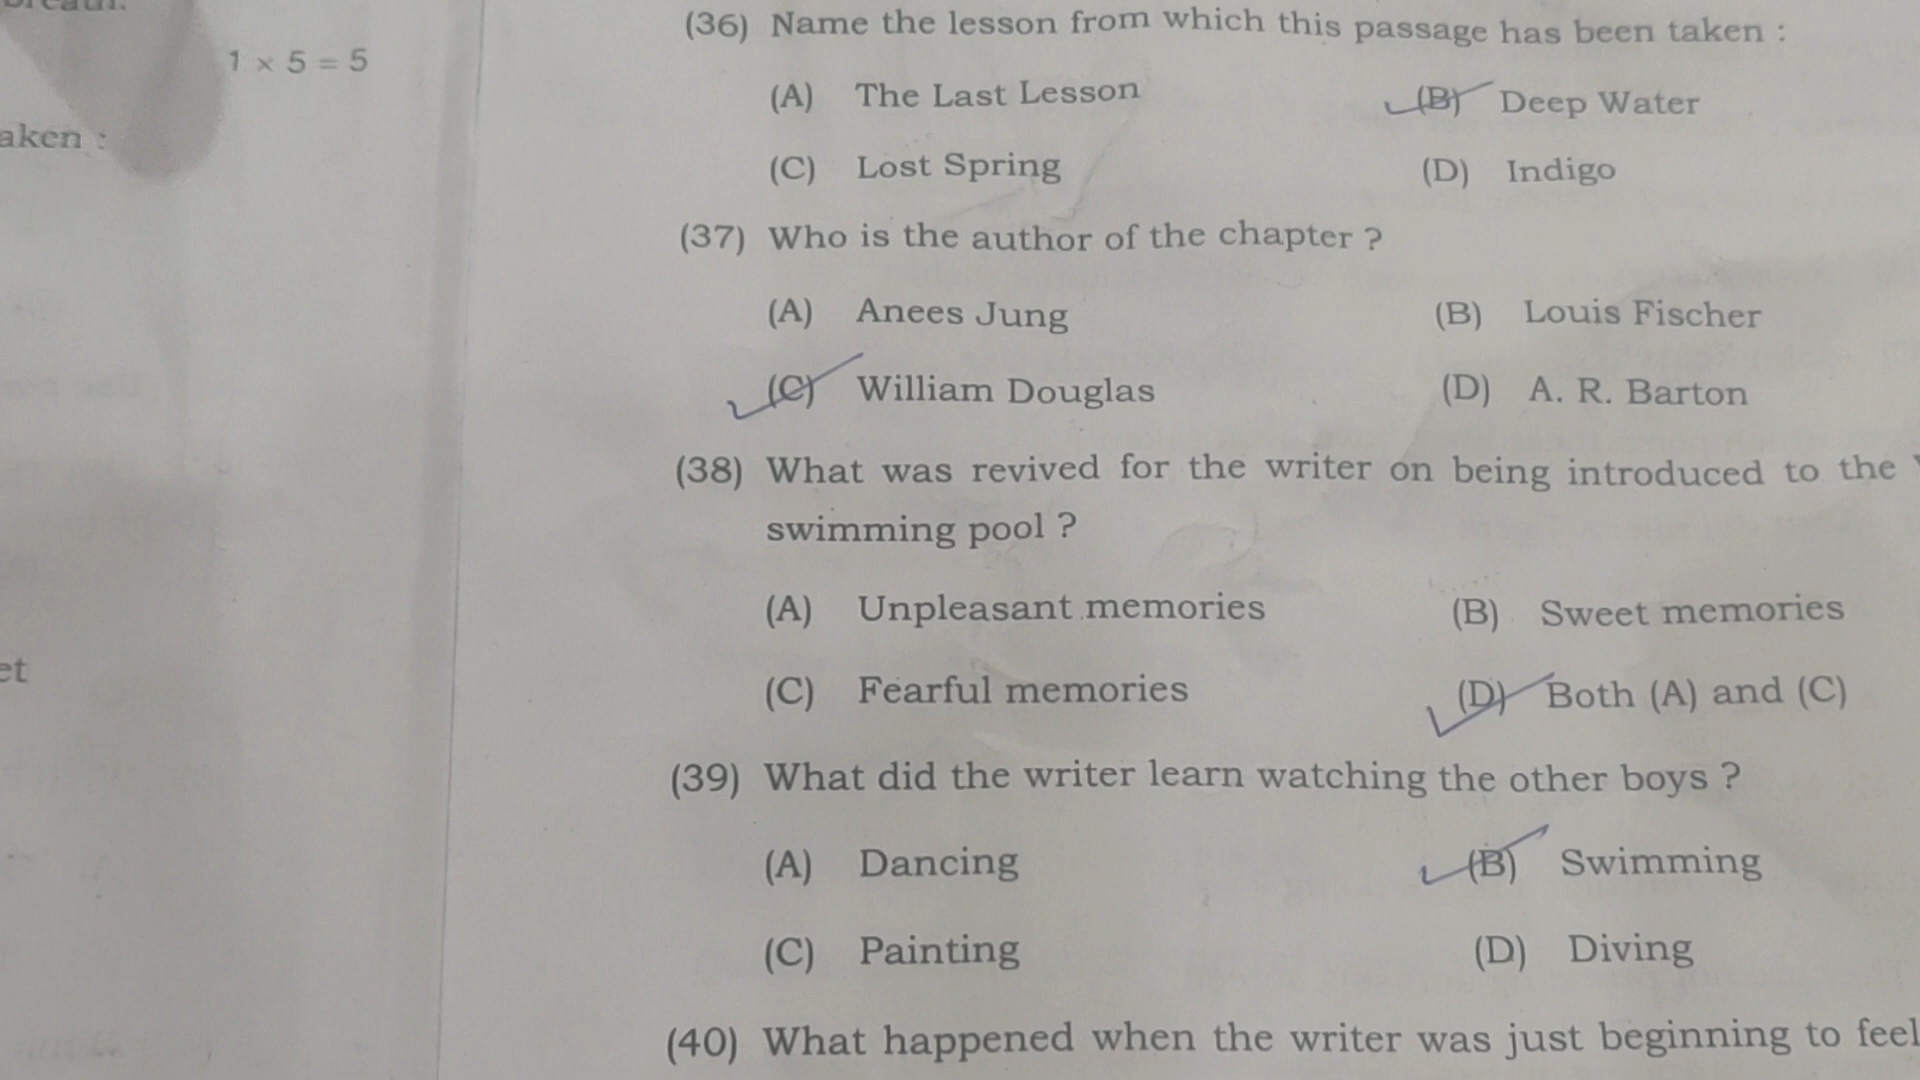 1 × 5 = 5
aken :
et
(36) Name the lesson from which this passage has been taken :
(A) The Last Lesson (B) Deep Water
(C) Lost Spring (D) Indigo
(37) Who is the author of the chapter ?
(A) Anees Jung (B) Louis Fischer
(C) William Douglas (D) A. R. Barton
(38) What was revived for the writer on being introduced to the
swimming pool ?
(A) Unpleasant memories (B) Sweet memories
(C) Fearful memories (D) Both (A) and (C)
(39) What did the writer learn watching the other boys ?
(A) Dancing (B) Swimming
(C) Painting (D) Diving
(40) What happened when the writer was just beginning to feel